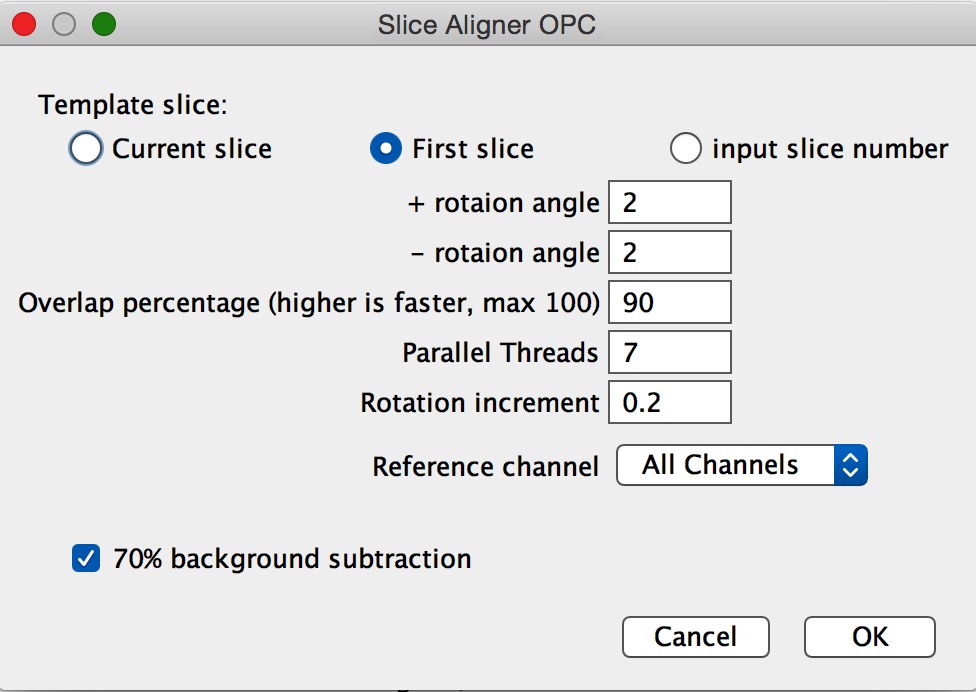 Slice Aligner OPC
Template slice:
Current slice First slice input slice number
+ rotaion angle 2
– rotaion angle 2
Overlap percentage (higher is faster, max 100) 90
Parallel Threads 7
Rotation increment 0.2
Reference channel All Channels
70% background subtraction
Cancel OK